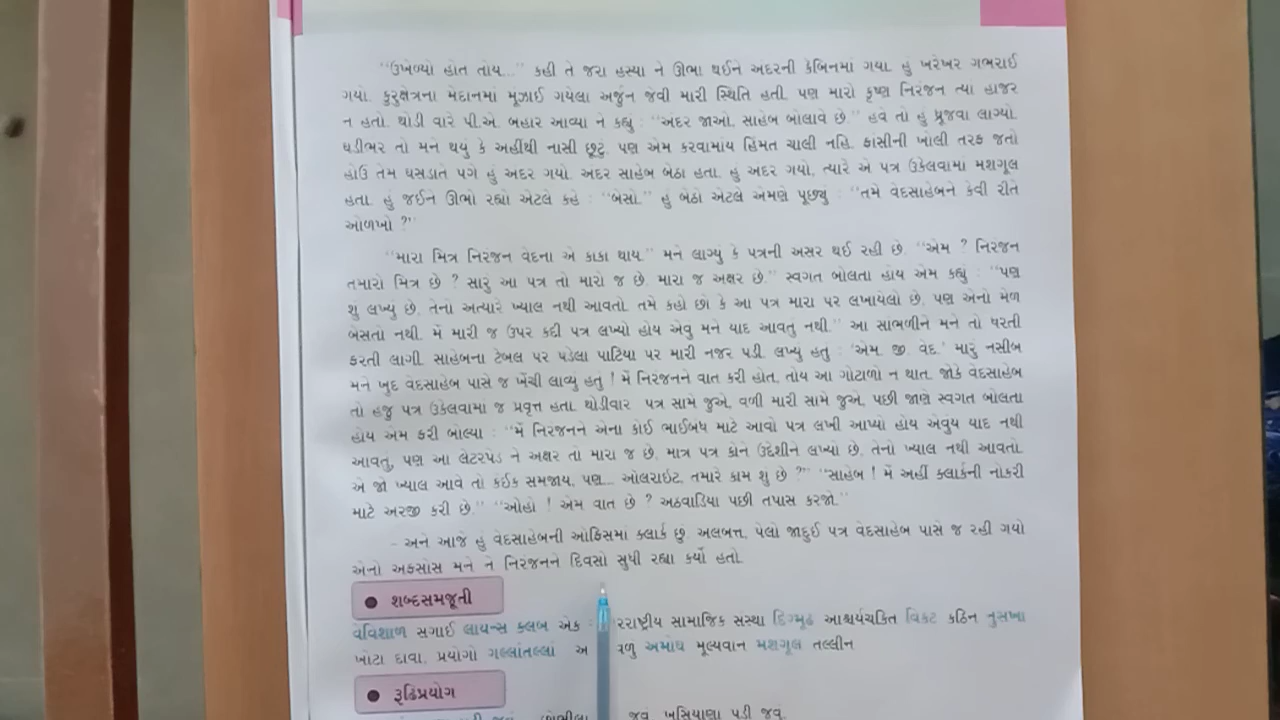 “ઉખેળ્યો હોત તોય...” કહી તે જરા હસ્યા ને ઊભા થઈને અંદરની કેબિનમાં ગયા. હું ખરેખર ગભરાઈ
ગયો. કુરુક્ષેત્રના મેદાનમાં મૂઝાઈ ગયેલા અર્જુન જેવી મારી સ્થિતિ હતી. પણ મારો કૃષ્ણ નિરંજન ત્યાં હાજર
ન હતો. થોડી વારે પી.એ. બહાર આવ્યા ને કહ્યું : “અંદર જાઓ, સાહેબ બોલાવે છે.” હવે તો હું ધ્રૂજવા લાગ્યો.
ઘડીભર તો મને થયું કે અહીંથી નાસી છૂટું. પણ એમ કરવામાંય હિંમત ચાલી નહિ. ફાંસીની ખોલી તરફ જતો
હોઉં તેમ ઘસડાતે પગે હું અંદર ગયો. અંદર સાહેબ બેઠા હતા. હું અંદર ગયો, ત્યારે એ પત્ર ઉકેલવામાં મશગૂલ
હતા. હું જઈને ઊભો રહ્યો એટલે કહે : “બેસો.” હું બેઠો એટલે એમણે પૂછ્યું : “તમે વેદસાહેબને કેવી રીતે
ઓળખો ?”
“મારા મિત્ર નિરંજન વેદના એ કાકા થાય.” મને લાગ્યું કે પત્રની અસર થઈ રહી છે. “એમ ? નિરંજન
તમારો મિત્ર છે ? સારું આ પત્ર તો મારો જ છે. મારા જ અક્ષર છે.” સ્વગત બોલતા હોય એમ કહ્યું : “પણ
શું લખ્યું છે, તેનો અત્યારે ખ્યાલ નથી આવતો. તમે કહો છો કે આ પત્ર મારા પર લખાયેલો છે, પણ એનો મેળ
બેસતો નથી. મેં મારી જ ઉપર કદી પત્ર લખ્યો હોય એવું મને યાદ આવતું નથી.” આ સાંભળીને મને તો ધરતી
ફરતી લાગી. સાહેબના ટેબલ પર પડેલા પાટિયા પર મારી નજર પડી. લખ્યું હતું : ‘એમ. જી. વેદ.’ મારું નસીબ
મને ખુદ વેદસાહેબ પાસે જ ખેંચી લાવ્યું હતું ! મેં નિરંજનને વાત કરી હોત, તોય આ ગોટાળો ન થાત. જોકે વેદસાહેબ
તો હજુ પત્ર ઉકેલવામાં જ પ્રવૃત્ત હતા. થોડીવાર પત્ર સામે જુએ, વળી મારી સામે જુએ, પછી જાણે સ્વગત બોલતા
હોય એમ ફરી બોલ્યા : “મેં નિરંજનને એના કોઈ ભાઈબંધ માટે આવો પત્ર લખી આપ્યો હોય એવુંય યાદ નથી
આવતું, પણ આ લેટરપેડ ને અક્ષર તો મારા જ છે. માત્ર પત્ર કોને ઉદ્દેશીને લખ્યો છે, તેનો ખ્યાલ નથી આવતો.
એ જો ખ્યાલ આવે તો કંઈક સમજાય, પણ... ઑલરાઇટ, તમારે કામ શું છે ?” “સાહેબ ! મેં અહીં ક્લાર્કની નોકરી
માટે અરજી કરી છે.” “ઓહો ! એમ વાત છે ? અઠવાડિયા પછી તપાસ કરજો.”
- અને આજે હું વેદસાહેબની ઑફિસમાં ક્લાર્ક છું. અલબત્ત, પેલો જાદુઈ પત્ર વેદસાહેબ પાસે જ રહી ગયો
એનો અફસોસ મને ને નિરંજનને દિવસો સુધી રહ્યા કર્યો હતો.
● શબ્દસમજૂતી
વેવિશાળ સગાઈ લાયન્સ ક્લબ એક રરાષ્ટ્રીય સામાજિક સંસ્થા દિગ્મૂઢ આશ્ચર્યચકિત વિકટ કઠિન નુસખા
ખોટા દાવા, પ્રયોગો ગલ્લાંતલ્લાં અ અમોઘ મૂલ્યવાન મશગૂલ તલ્લીન
● રૂઢિપ્રયોગ
જવું ખસિયાણા પડી જવું.